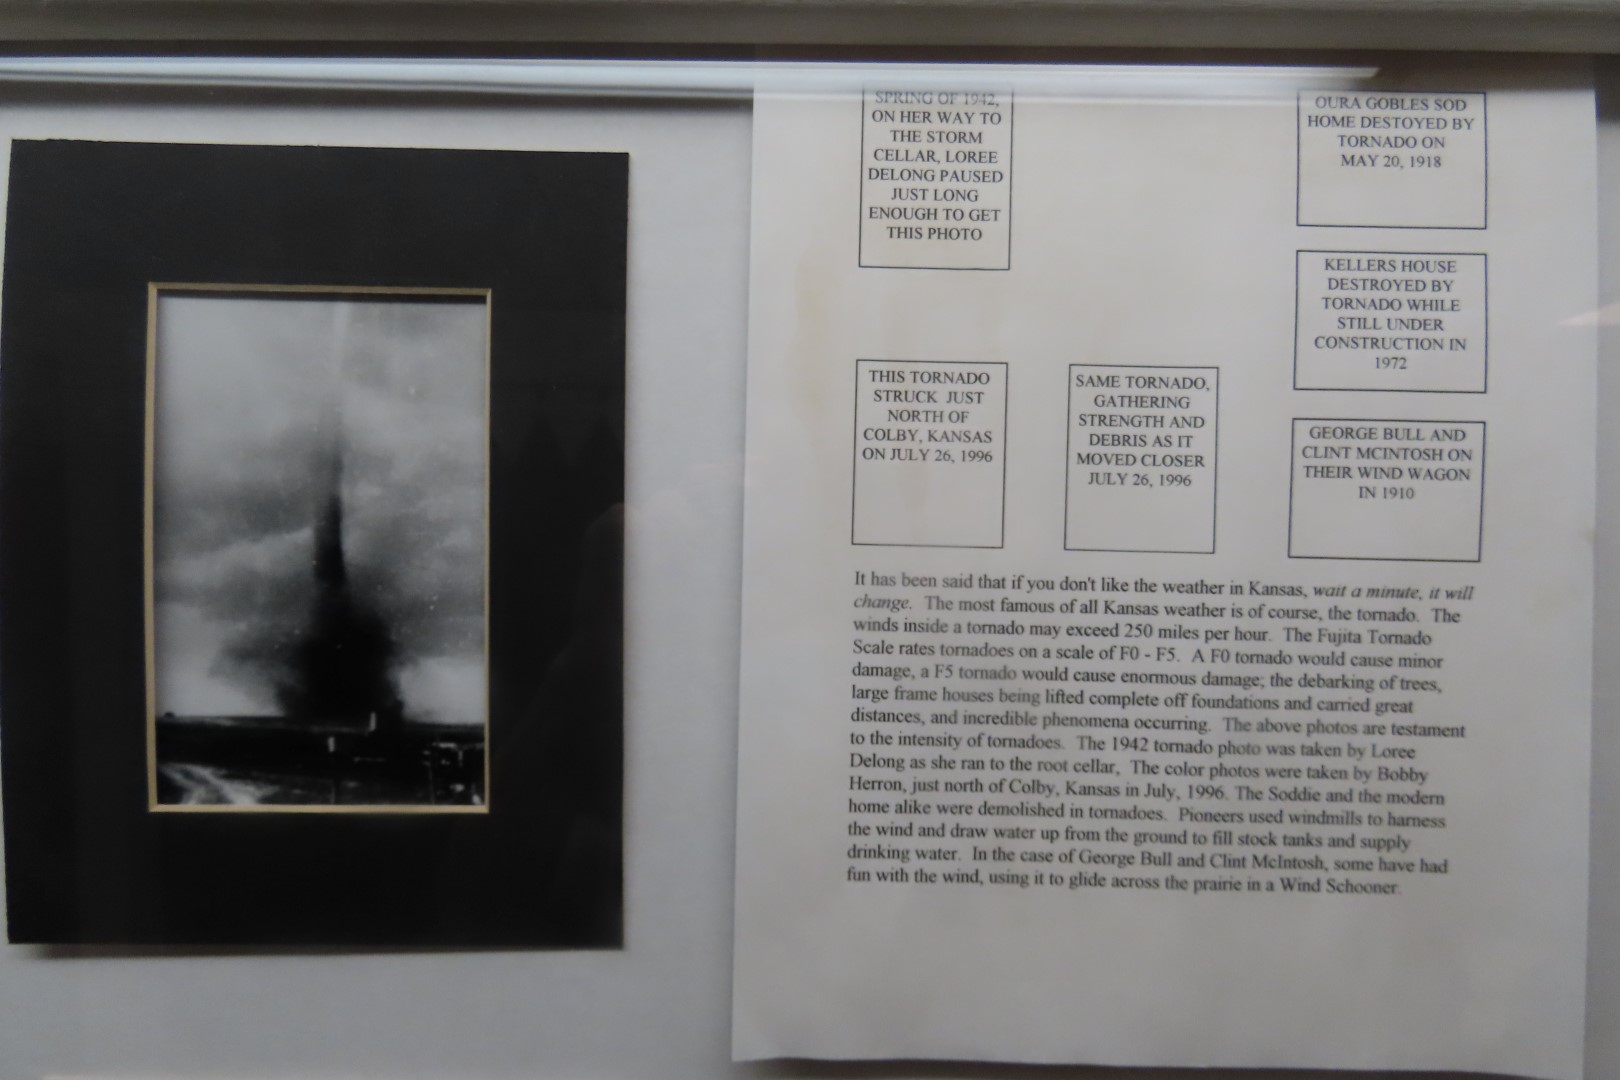 SPRING OF 1942,
ON HER WAY TO
THE STORM
CELLAR, LOREE
DELONG PAUSED
JUST LONG
ENOUGH TO GET
THIS PHOTO
OURA GOBLES SOD
HOME DESTOYED BY
TORNADO ON
MAY 20, 1918
KELLERS HOUSE
DESTROYED BY
TORNADO WHILE
STILL UNDER
CONSTRUCTION IN
1972
THIS TORNADO
STRUCK JUST
NORTH OF
COLBY, KANSAS
ON JULY 26, 1996
SAME TORNADO,
GATHERING
STRENGTH AND
DEBRIS AS IT
MOVED CLOSER
JULY 26, 1996
GEORGE BULL AND
CLINT MCINTOSH ON
THEIR WIND WAGON
IN 1910
It has been said that if you don't like the weather in Kansas, wait a minute, it will
change. The most famous of all Kansas weather is of course, the tornado. The
winds inside a tornado may exceed 250 miles per hour. The Fujita Tornado
Scale rates tornadoes on a scale of F0 - F5. A F0 tornado would cause minor
damage, a F5 tornado would cause enormous damage; the debarking of trees,
large frame houses being lifted complete off foundations and carried great
distances, and incredible phenomena occurring. The above photos are testament
to the intensity of tornadoes. The 1942 tornado photo was taken by Loree
Delong as she ran to the root cellar, The color photos were taken by Bobby
Herron, just north of Colby, Kansas in July, 1996. The Soddie and the modern
home alike were demolished in tornadoes. Pioneers used windmills to harness
the wind and draw water up from the ground to fill stock tanks and supply
drinking water. In the case of George Bull and Clint McIntosh, some have had
fun with the wind, using it to glide across the prairie in a Wind Schooner.